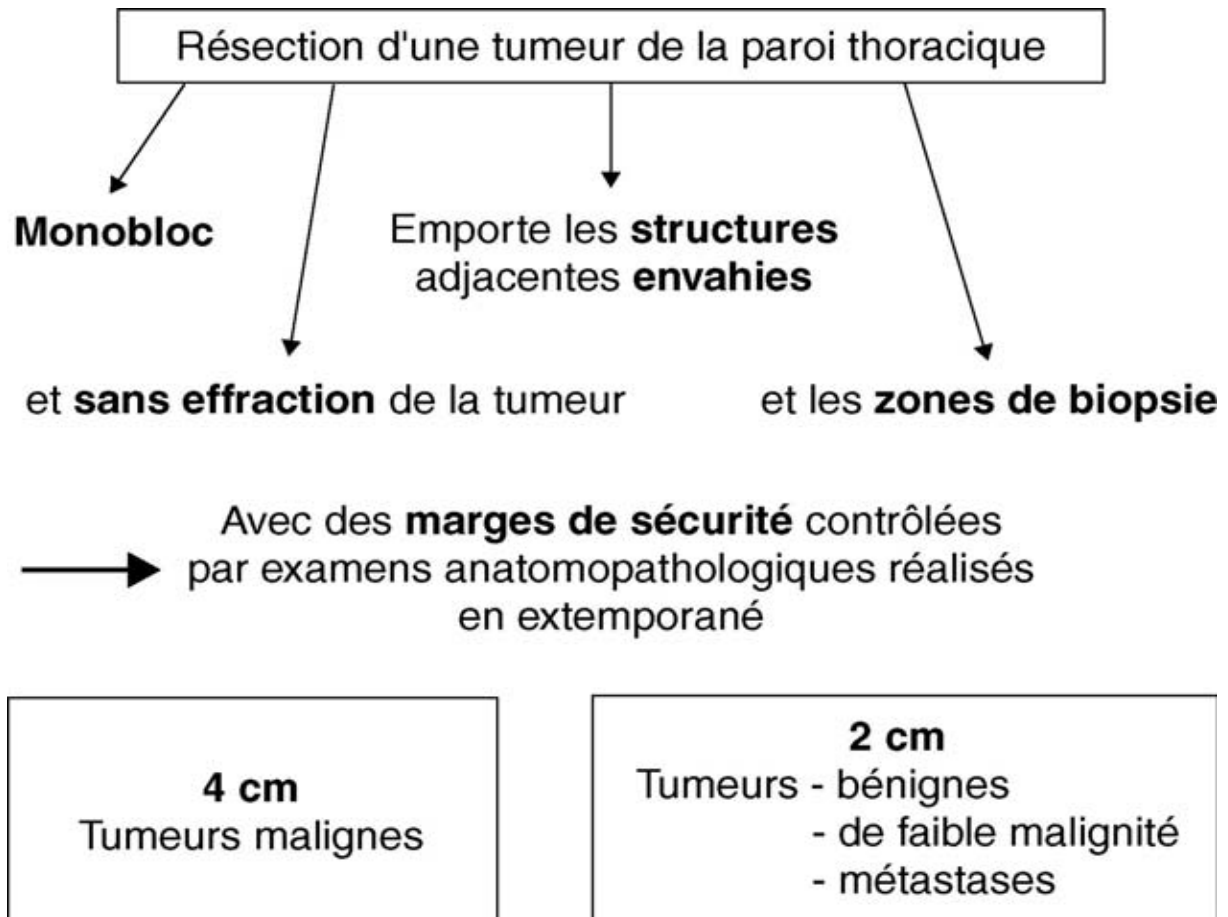 Résection d'une tumeur de la paroi thoracique
Monobloc
Emporte les structures
adjacentes envahies
et sans effraction de la tumeur
et les zones de biopsie
Avec des marges de sécurité contrôlées
par examens anatomopathologiques réalisés
en extemporané
4 cm
Tumeurs malignes
2 cm
Tumeurs - bénignes
- de faible malignité
- métastases